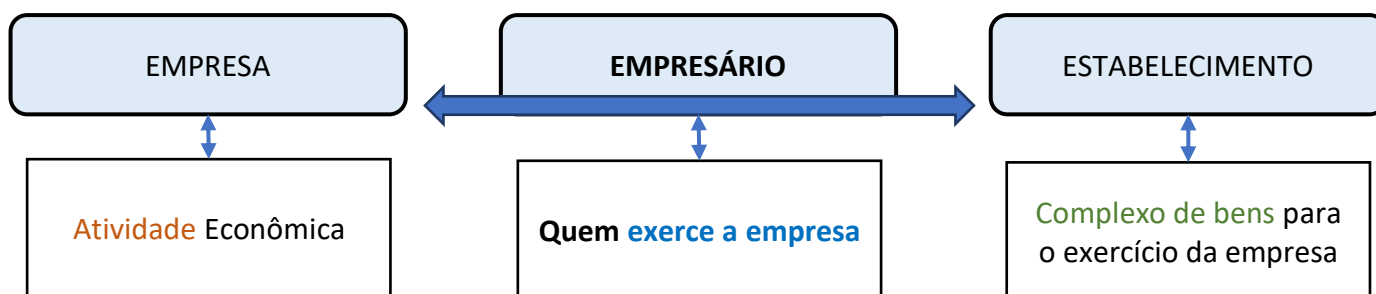 EMPRESA
EMPRESÁRIO
ESTABELECIMENTO
Atividade Econômica
Quem exerce a empresa
Complexo de bens para
o exercício da empresa